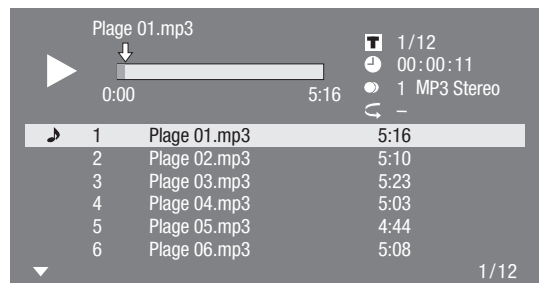 Plage 01.mp3
T 1/12
00:00:11
1 MP3 Stereo
–
0:00 5:16
1 Plage 01.mp3 5:16
2 Plage 02.mp3 5:10
3 Plage 03.mp3 5:23
4 Plage 04.mp3 5:03
5 Plage 05.mp3 4:44
6 Plage 06.mp3 5:08
1/12